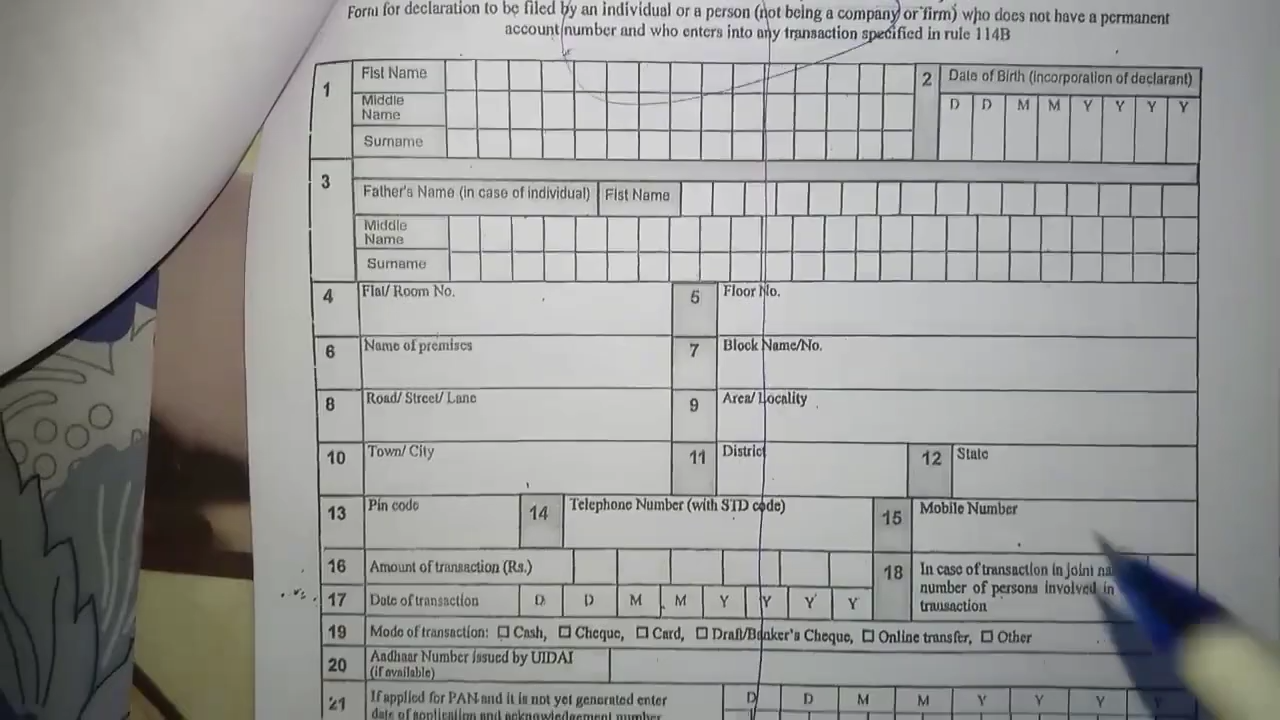 Form for declaration to be filed by an individual or a person (not being a company or firm) who does not have a permanent
account number and who enters into any transaction specified in rule 114B
1 Fist Name 2 Date of Birth (incorporation of declarant)
Middle Name D D M M Y Y Y Y
Surname
3 Father's Name (in case of individual) Fist Name
Middle Name
Surname
4 Flat/ Room No. 5 Floor No.
6 Name of premises 7 Block Name/No.
8 Road/ Street/ Lane 9 Area/ Locality
10 Town/ City 11 District 12 State
13 Pin code 14 Telephone Number (with STD code) 15 Mobile Number
16 Amount of transaction (Rs.) 18 In case of transaction in joint
number of persons involved in
17 Date of transaction D D M M Y Y Y Y transaction
19 Mode of transaction: ☐ Cash, ☐ Cheque, ☐ Card, ☐ Draft/Banker's Cheque, ☐ Online transfer, ☐ Other
20 Aadhaar Number issued by UIDAI
(if available)
21 If applied for PAN and it is not yet generated enter D D M M Y Y Y Y
date of application and acknowledgement number